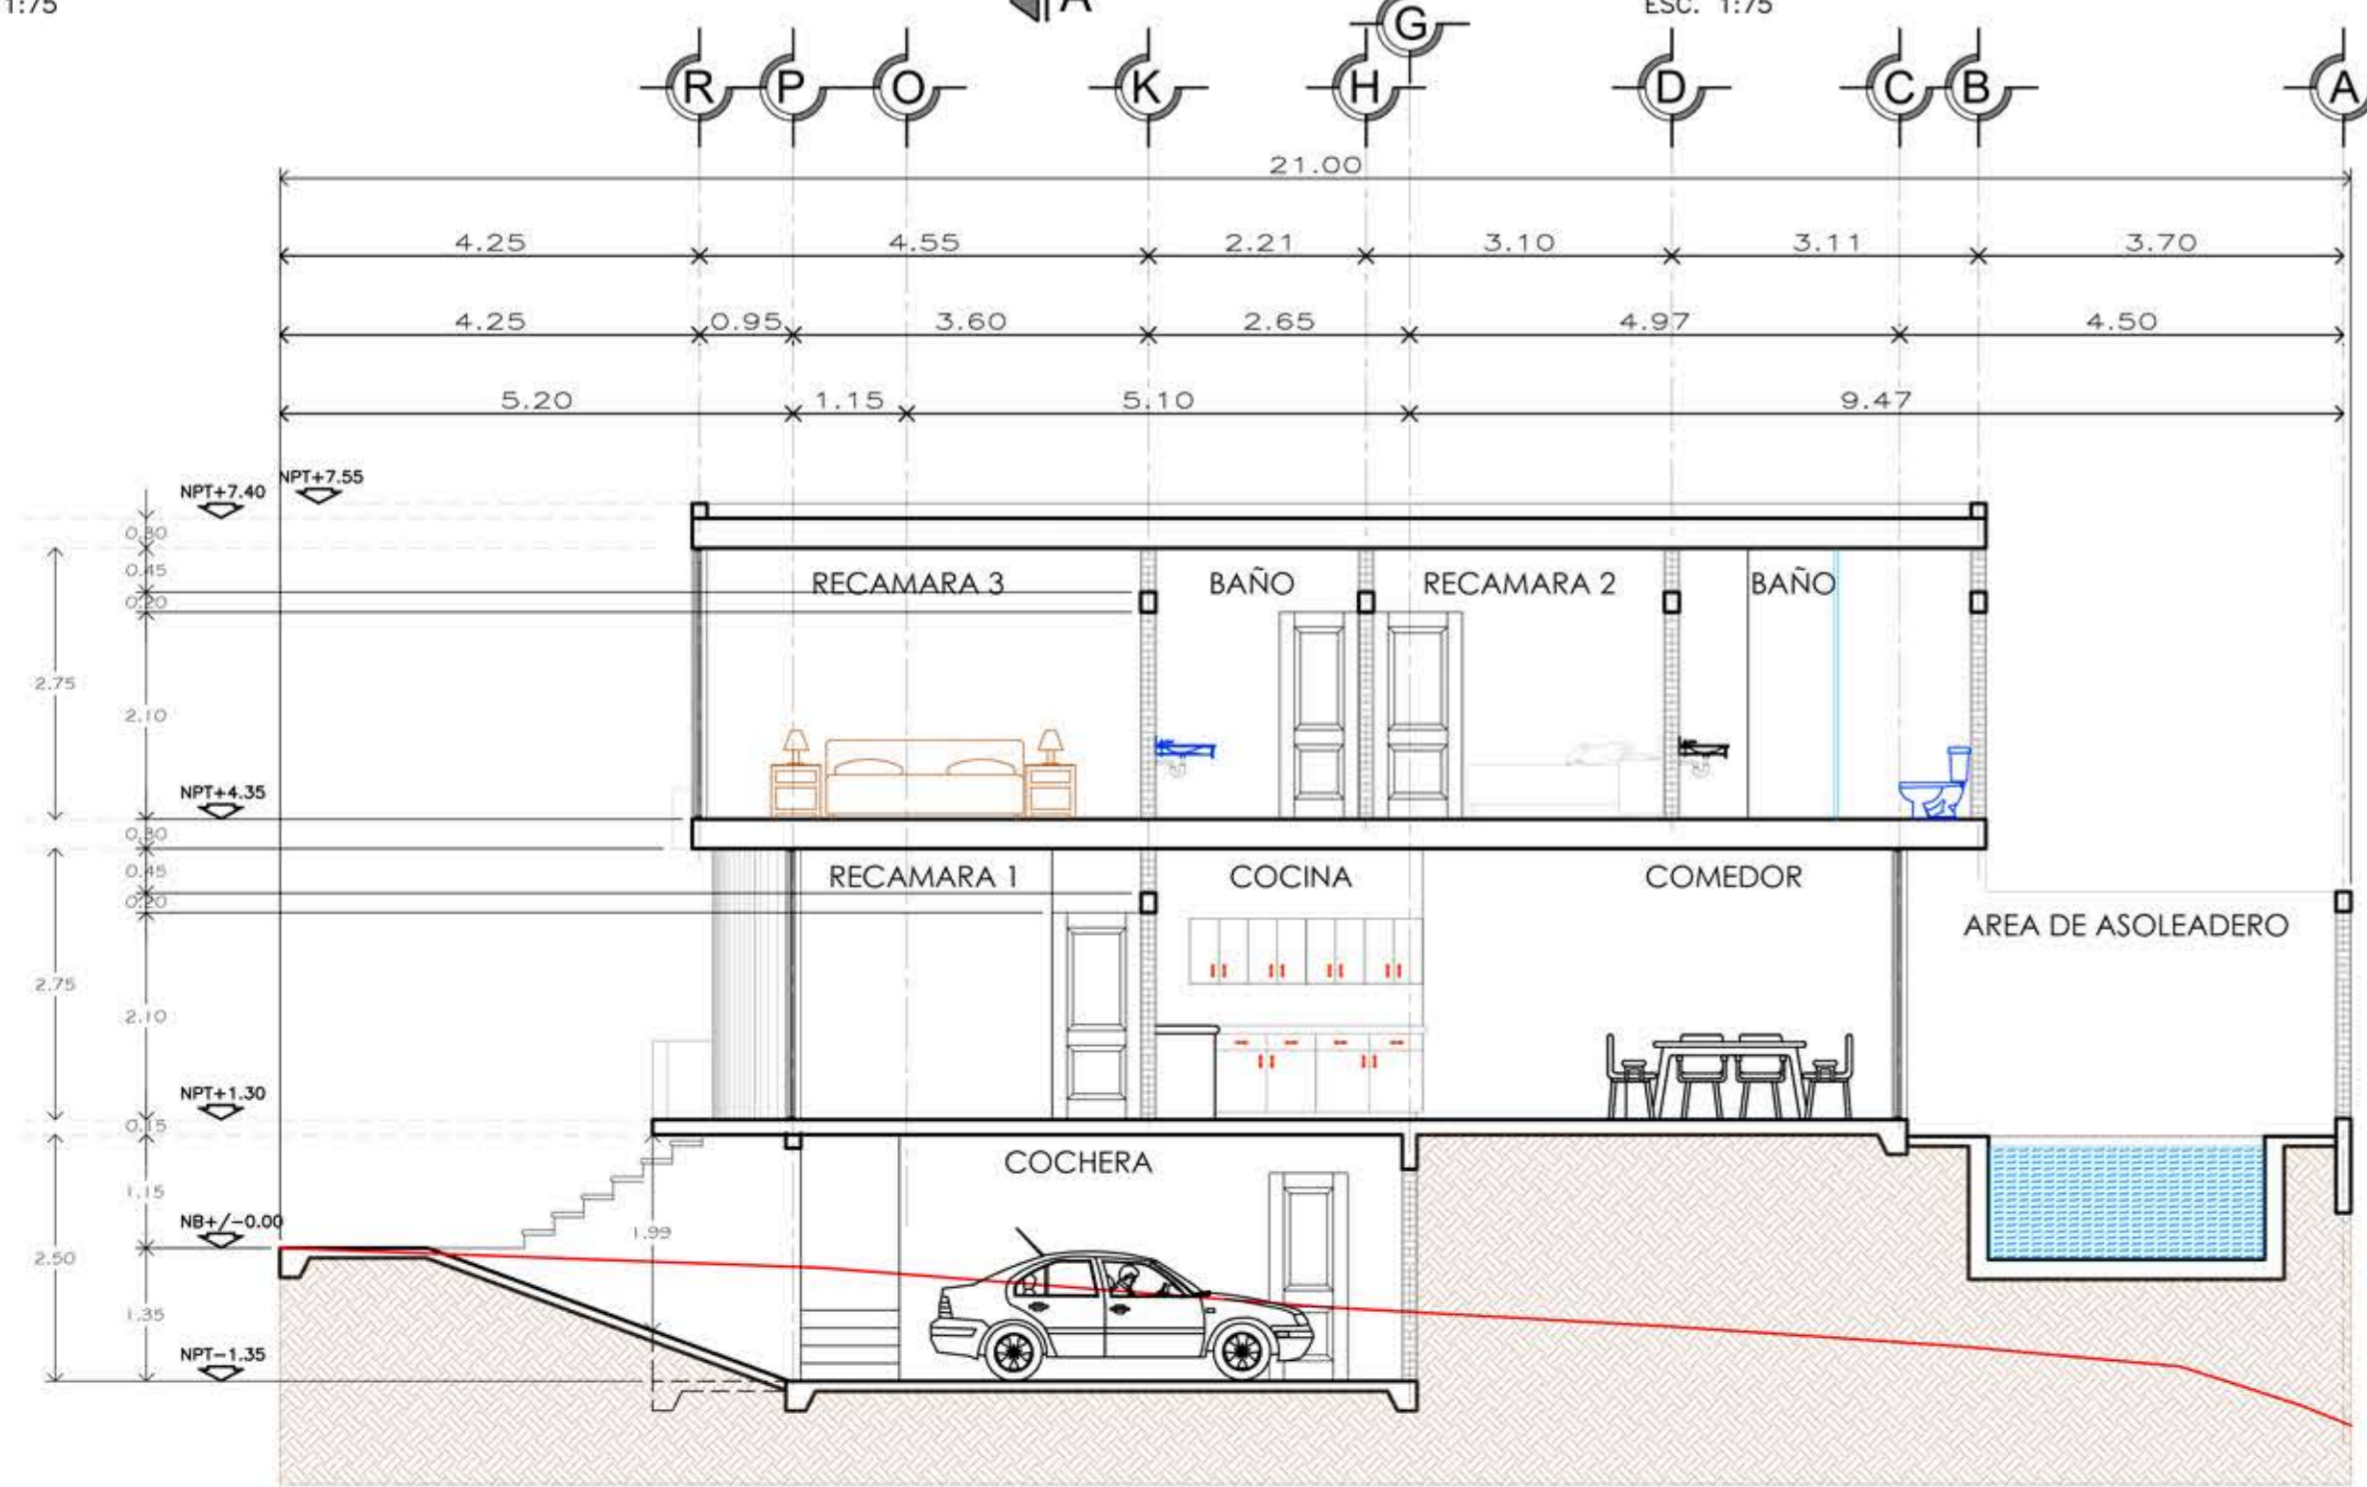 1:75
A
ESC. 1:75
G
R P O K H D C B A
21.00
4.25 4.55 2.21 3.10 3.11 3.70
4.25 0.95 3.60 2.65 4.97 4.50
5.20 1.15 5.10 9.47
NPT+7.40 NPT+7.55
0.30
0.45
0.20
RECAMARA 3 BAÑO RECAMARA 2 BAÑO
2.75
2.10
NPT+4.35
0.30
0.45
0.20
RECAMARA 1 COCINA COMEDOR
AREA DE ASOLEADERO
2.75
2.10
NPT+1.30
0.15
COCHERA
1.15
NB+/-0.00
1.99
2.50
1.35
NPT-1.35